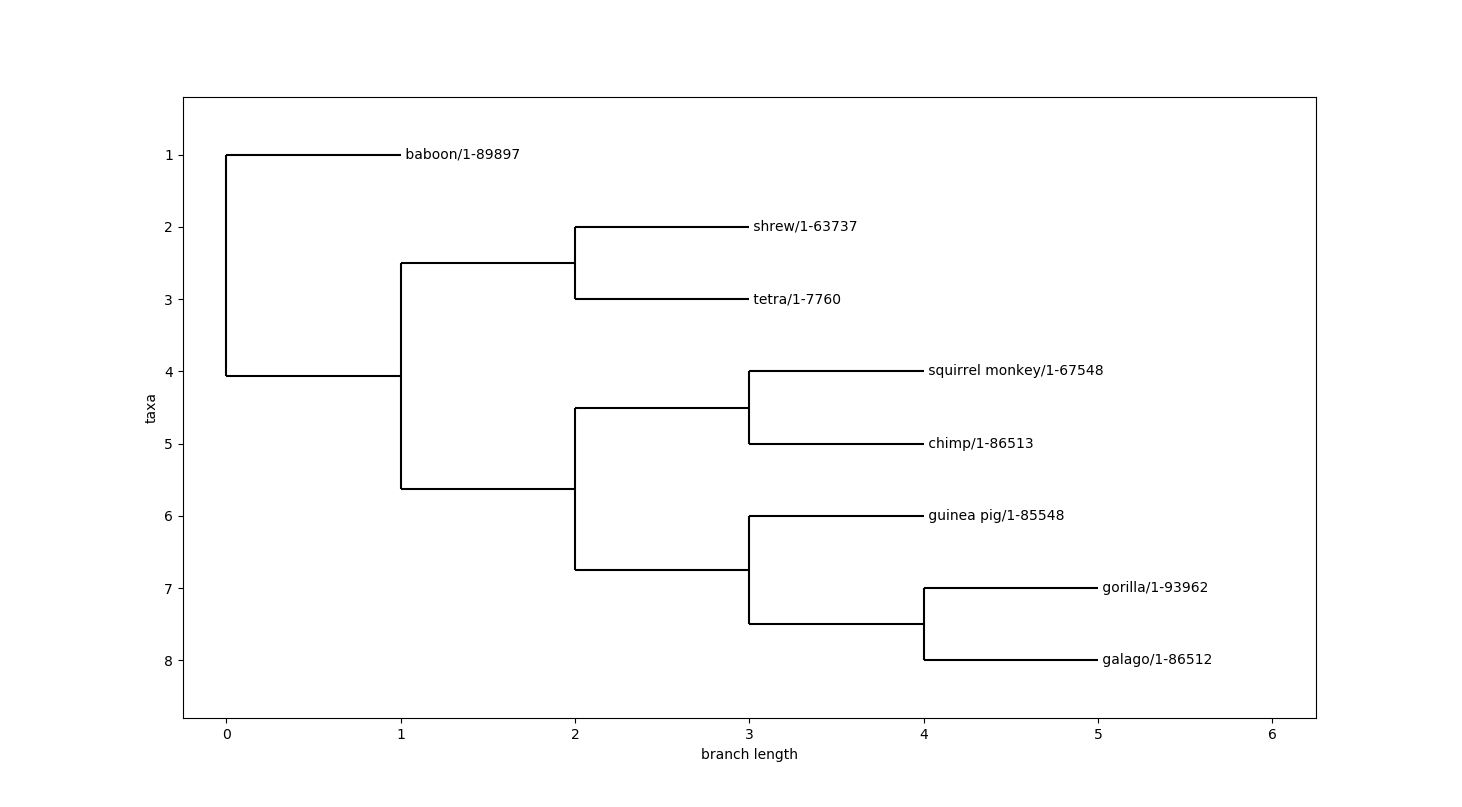 1
baboon/1-89897
2
shrew/1-63737
3
tetra/1-7760
4
squirrel monkey/1-67548
taxa
5
chimp/1-86513
6
guinea pig/1-85548
7
gorilla/1-93962
8
galago/1-86512
0 1 2 3 4 5 6
branch length